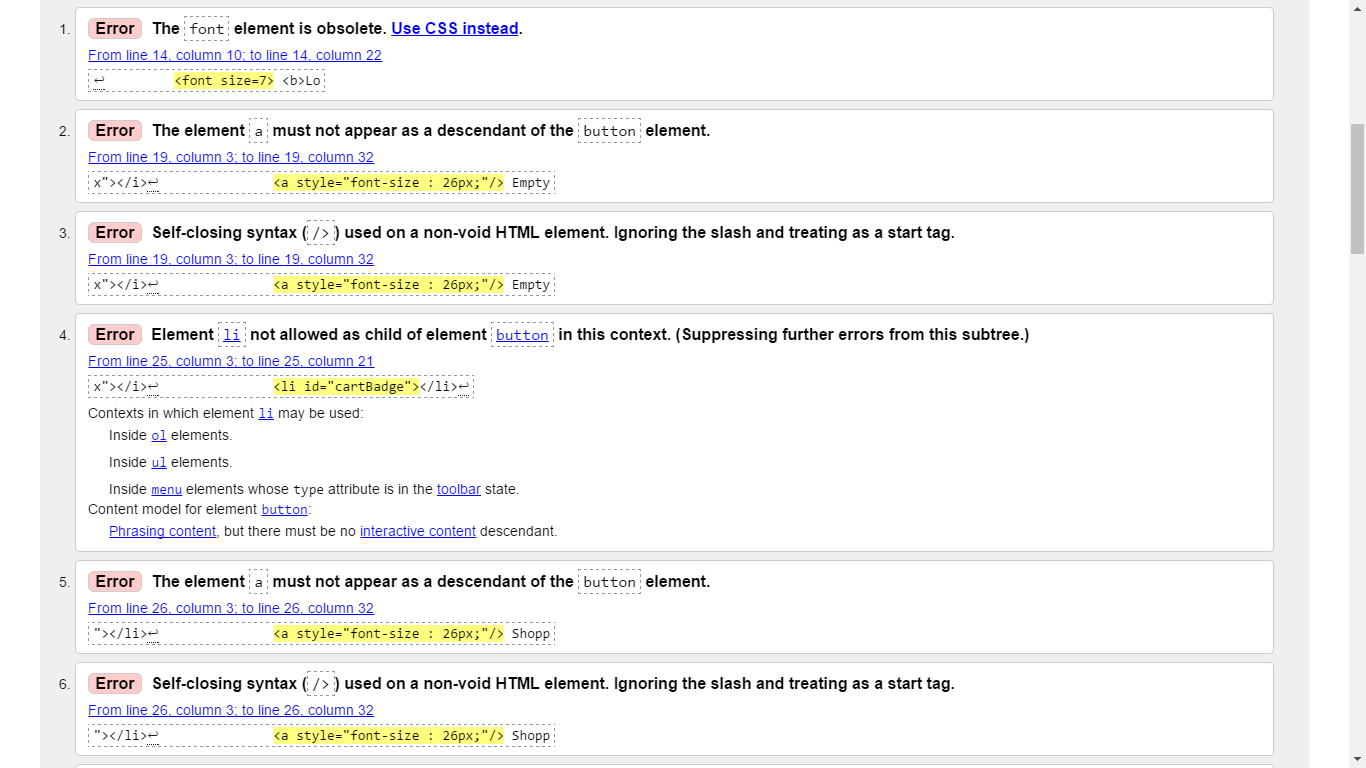 1. Error The font element is obsolete. Use CSS instead.
From line 14, column 10; to line 14, column 22
↩ <font size=7> <b>Lo
2. Error The element a must not appear as a descendant of the button element.
From line 19, column 3; to line 19, column 32
x"></i>↩ <a style="font-size : 26px;"/> Empty
3. Error Self-closing syntax (/>) used on a non-void HTML element. Ignoring the slash and treating as a start tag.
From line 19, column 3; to line 19, column 32
x"></i>↩ <a style="font-size : 26px;"/> Empty
4. Error Element li not allowed as child of element button in this context. (Suppressing further errors from this subtree.)
From line 25, column 3; to line 25, column 21
x"></i>↩ <li id="cartBadge"></li>↩
Contexts in which element li may be used:
Inside ol elements.
Inside ul elements.
Inside menu elements whose type attribute is in the toolbar state.
Content model for element button:
Phrasing content, but there must be no interactive content descendant.
5. Error The element a must not appear as a descendant of the button element.
From line 26, column 3; to line 26, column 32
"></li>↩ <a style="font-size : 26px;"/> Shopp
6. Error Self-closing syntax (/>) used on a non-void HTML element. Ignoring the slash and treating as a start tag.
From line 26, column 3; to line 26, column 32
"></li>↩ <a style="font-size : 26px;"/> Shopp